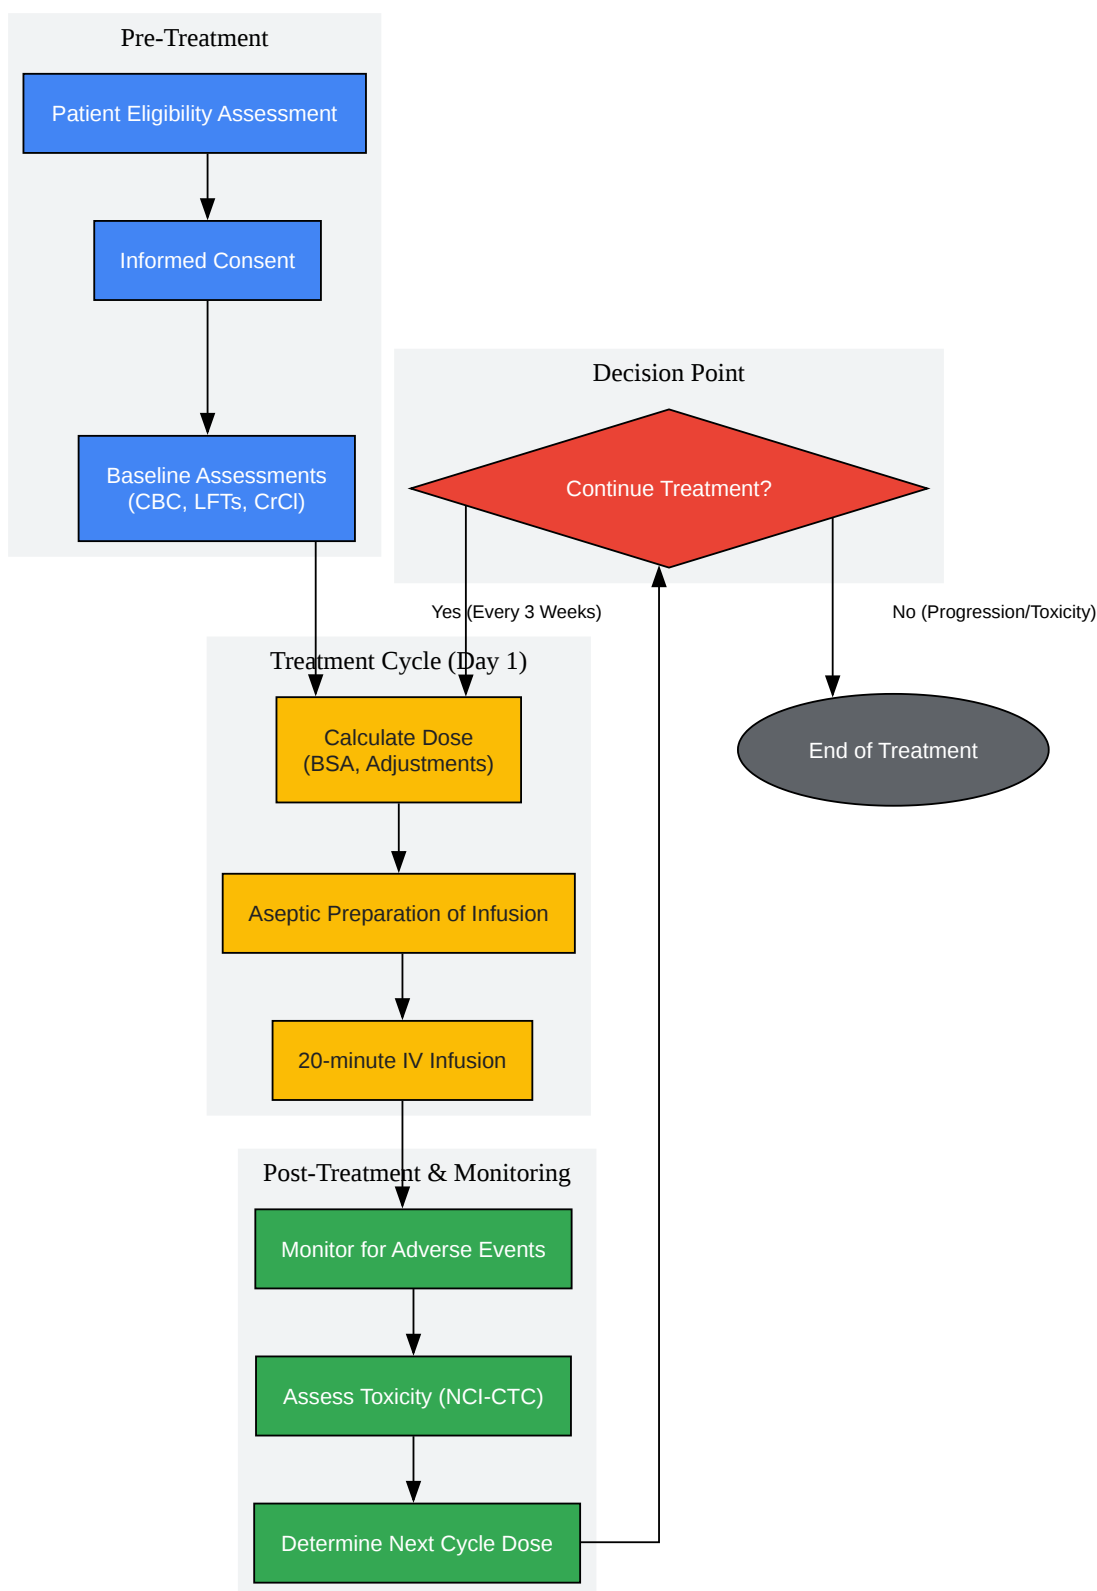 Pre-Treatment
Patient Eligibility Assessment
Informed Consent
Baseline Assessments
(CBC, LFTs, CrCl)
Decision Point
Continue Treatment?
Yes (Every 3 Weeks)
No (Progression/Toxicity)
Treatment Cycle (Day 1)
Calculate Dose
(BSA, Adjustments)
End of Treatment
Aseptic Preparation of Infusion
20-minute IV Infusion
Post-Treatment & Monitoring
Monitor for Adverse Events
Assess Toxicity (NCI-CTC)
Determine Next Cycle Dose